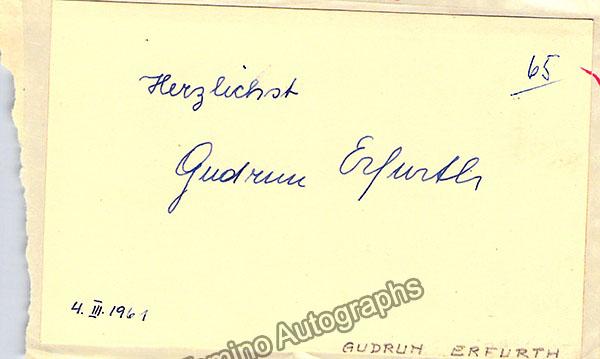 65
Herzlichst
Gudrun Erfurth
4. III. 1961
Tamino Autographs
GUDRUN ERFURTH